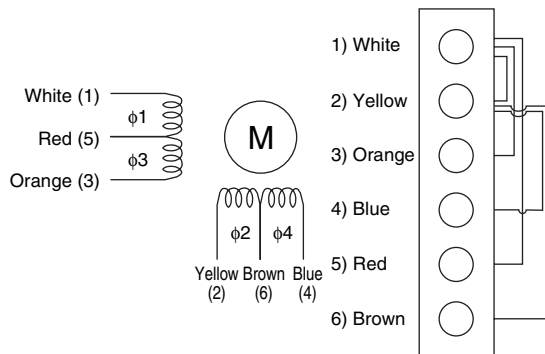 White (1)
ϕ1
Red (5)
ϕ3
Orange (3)
M
ϕ2
ϕ4
Yellow Brown Blue
(2) (6) (4)
1) White
2) Yellow
3) Orange
4) Blue
5) Red
6) Brown